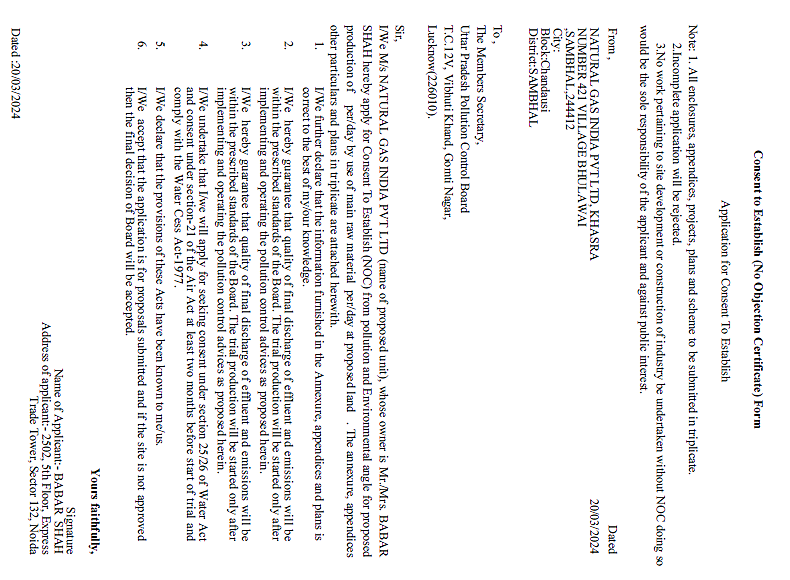 Consent to Establish (No Objection Certificate) Form
Application for Consent To Establish
Note: 1. All enclosures, appendices, projects, plans and scheme to be submitted in triplicate.
2.Incomplete application will be rejected.
3.No work pertaining to site development or construction of industry be undertaken without NOC doing so
would be the sole responsibility of the applicant and against public interest.
From , Dated
NATURAL GAS INDIA PVT LTD, KHASRA 20/03/2024
NUMBER 421 VILLAGE BHULAWAI
,SAMBHAL,244412
City:
Block:Chandausi
District:SAMBHAL
To ,
The Members Secretary,
Uttar Pradesh Pollution Control Board
T.C.12V, Vibhuti Khand, Gomti Nagar,
Lucknow(226010).
Sir,
I/We M/s NATURAL GAS INDIA PVT LTD (name of proposed unit), whose owner is Mr./Mrs. BABAR
SHAH hereby apply for Consent To Establish (NOC) from pollution and Environmental angle for proposed
production of per/day by use of main raw material per/day at proposed land . The annexure, appendices
other particulars and plans in triplicate are attached herewith.
1. I/We further declare that the information furnished in the Annexure, appendices and plans is
correct to the best of my/our knowledge.
2. I/We hereby guarantee that quality of final discharge of effluent and emissions will be
within the prescribed standards of the Board. The trial production will be started only after
implementing and operating the pollution control advices as proposed herein.
3. I/We hereby guarantee that quality of final discharge of effluent and emissions will be
within the prescribed standards of the Board. The trial production will be started only after
implementing and operating the pollution control advices as proposed herein.
4. I/We undertake that I/we will apply for seeking consent under section 25/26 of Water Act
and consent under section-21 of the Air Act at least two months before start of trial and
comply with the Water Cess Act-1977.
5. I/We declare that the provisions of these Acts have been known to me/us.
6. I/We accept that the application is for proposals submitted and if the site is not approved
then the final decision of Board will be accepted.
Yours faithfully,
Signature
Name of Applicant:- BABAR SHAH
Address of applicant:- 2502, 5th Floor, Express
Trade Tower, Sector 132, Noida
Dated :20/03/2024